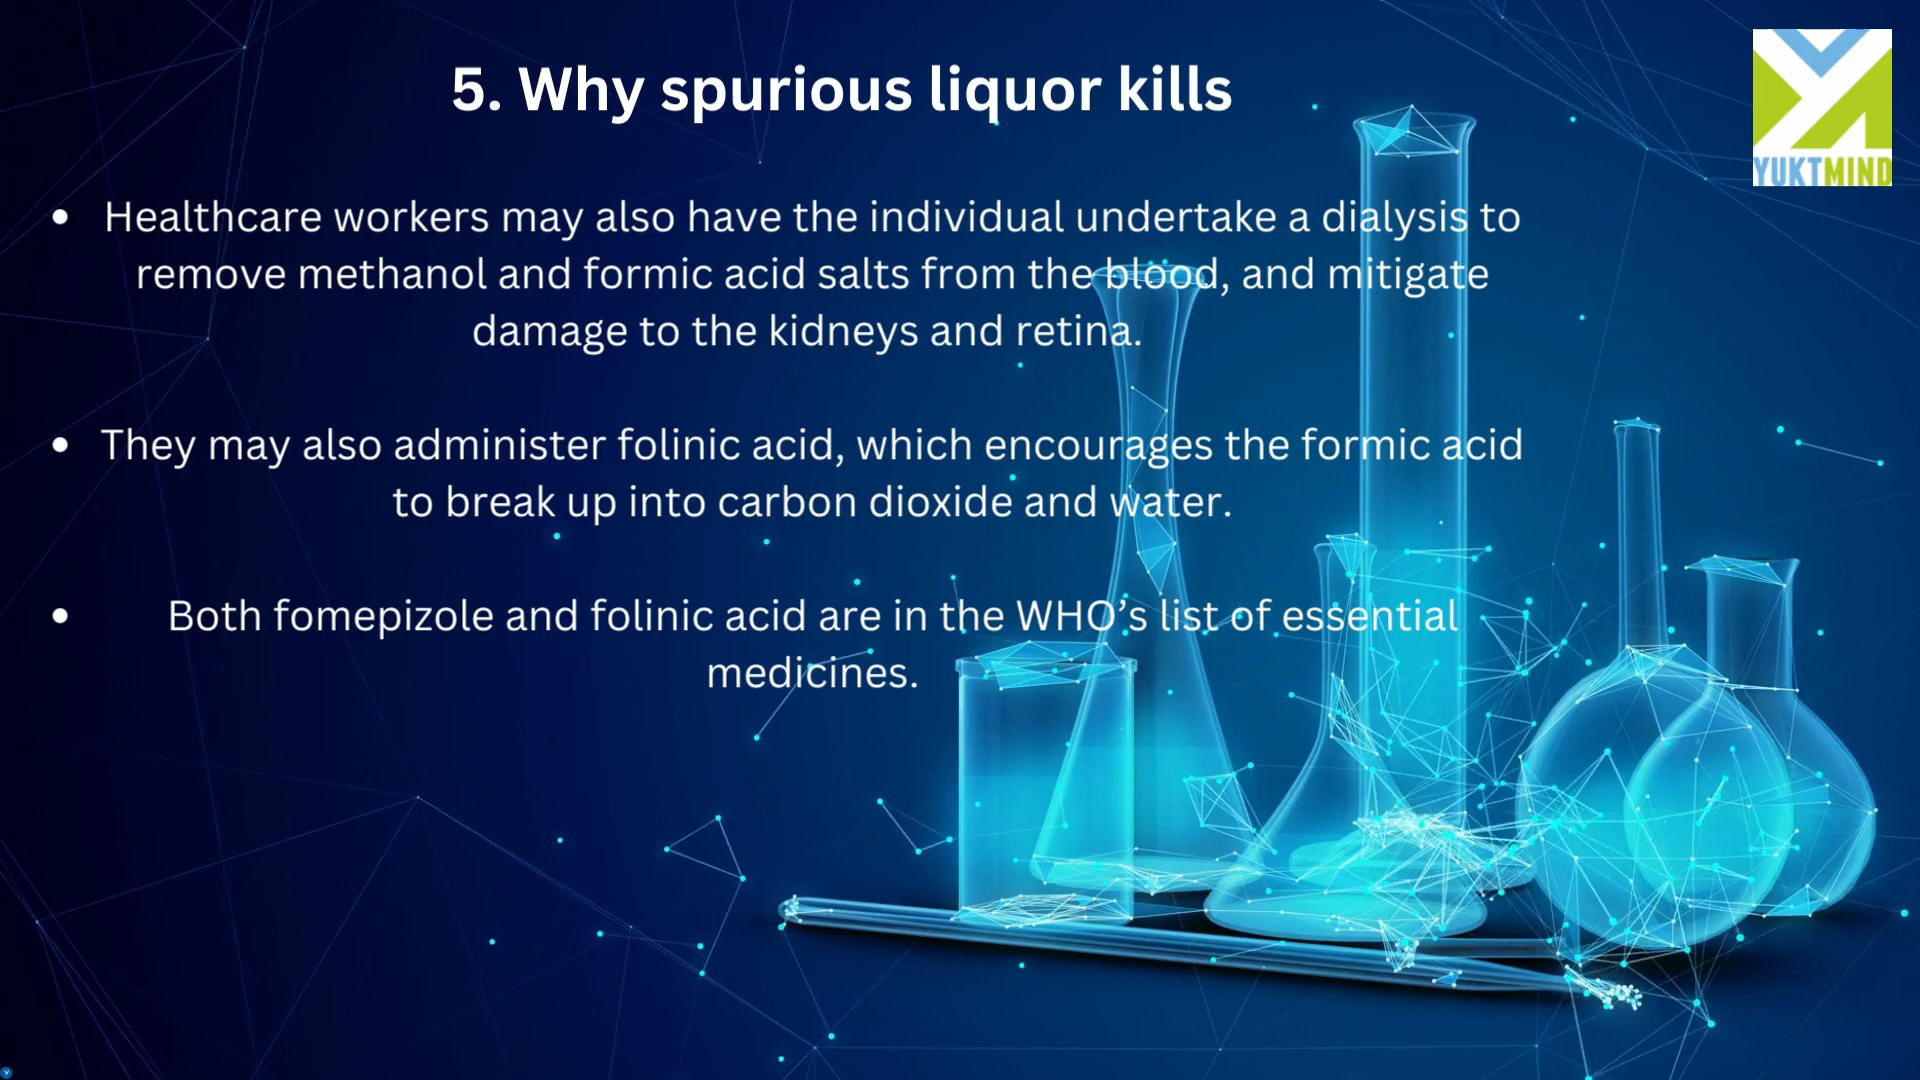 5. Why spurious liquor kills
YUKTMIND
• Healthcare workers may also have the individual undertake a dialysis to
remove methanol and formic acid salts from the blood, and mitigate
damage to the kidneys and retina.
• They may also administer folinic acid, which encourages the formic acid
to break up into carbon dioxide and water.
• Both fomepizole and folinic acid are in the WHO’s list of essential
medicines.